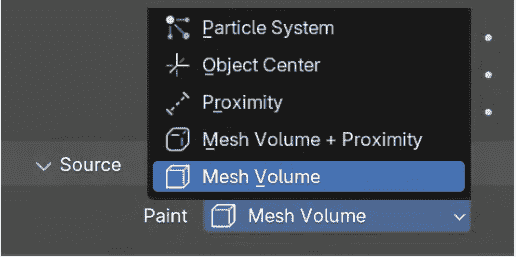 Particle System
Object Center
Proximity
Mesh Volume + Proximity
Source
Mesh Volume
Paint Mesh Volume